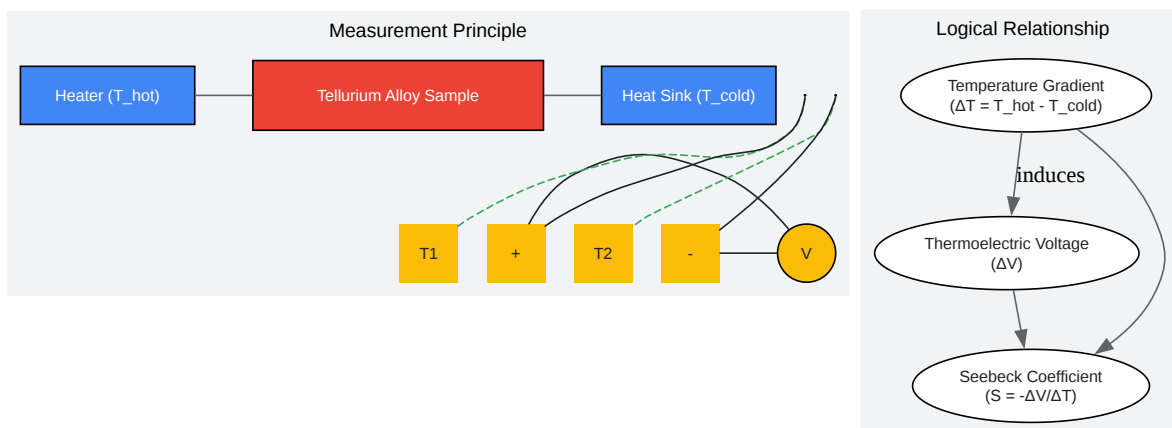 Measurement Principle
Heater (T_hot)
Tellurium Alloy Sample
Heat Sink (T_cold)
T1
+
T2
-
V
Logical Relationship
Temperature Gradient
(ΔT = T_hot - T_cold)
induces
Thermoelectric Voltage
(ΔV)
Seebeck Coefficient
(S = -ΔV/ΔT)